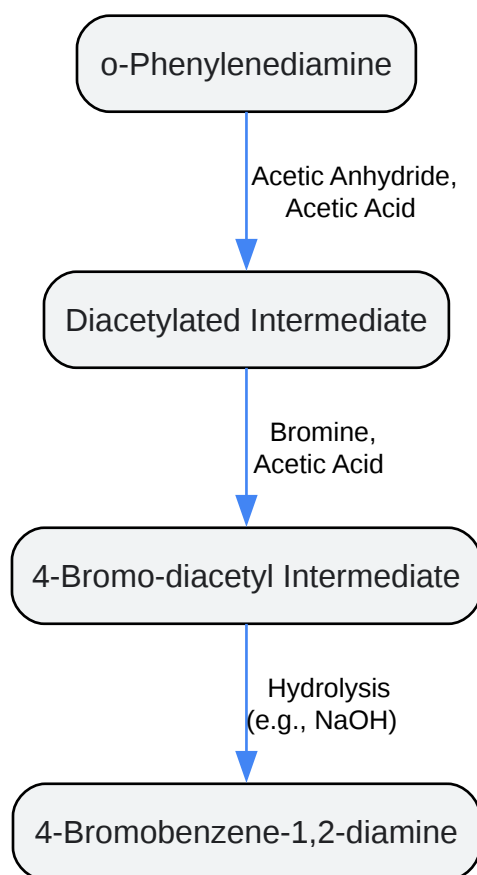 o-Phenylenediamine
Acetic Anhydride,
Acetic Acid
Diacetylated Intermediate
Bromine,
Acetic Acid
4-Bromo-diacetyl Intermediate
Hydrolysis
(e.g., NaOH)
4-Bromobenzene-1,2-diamine